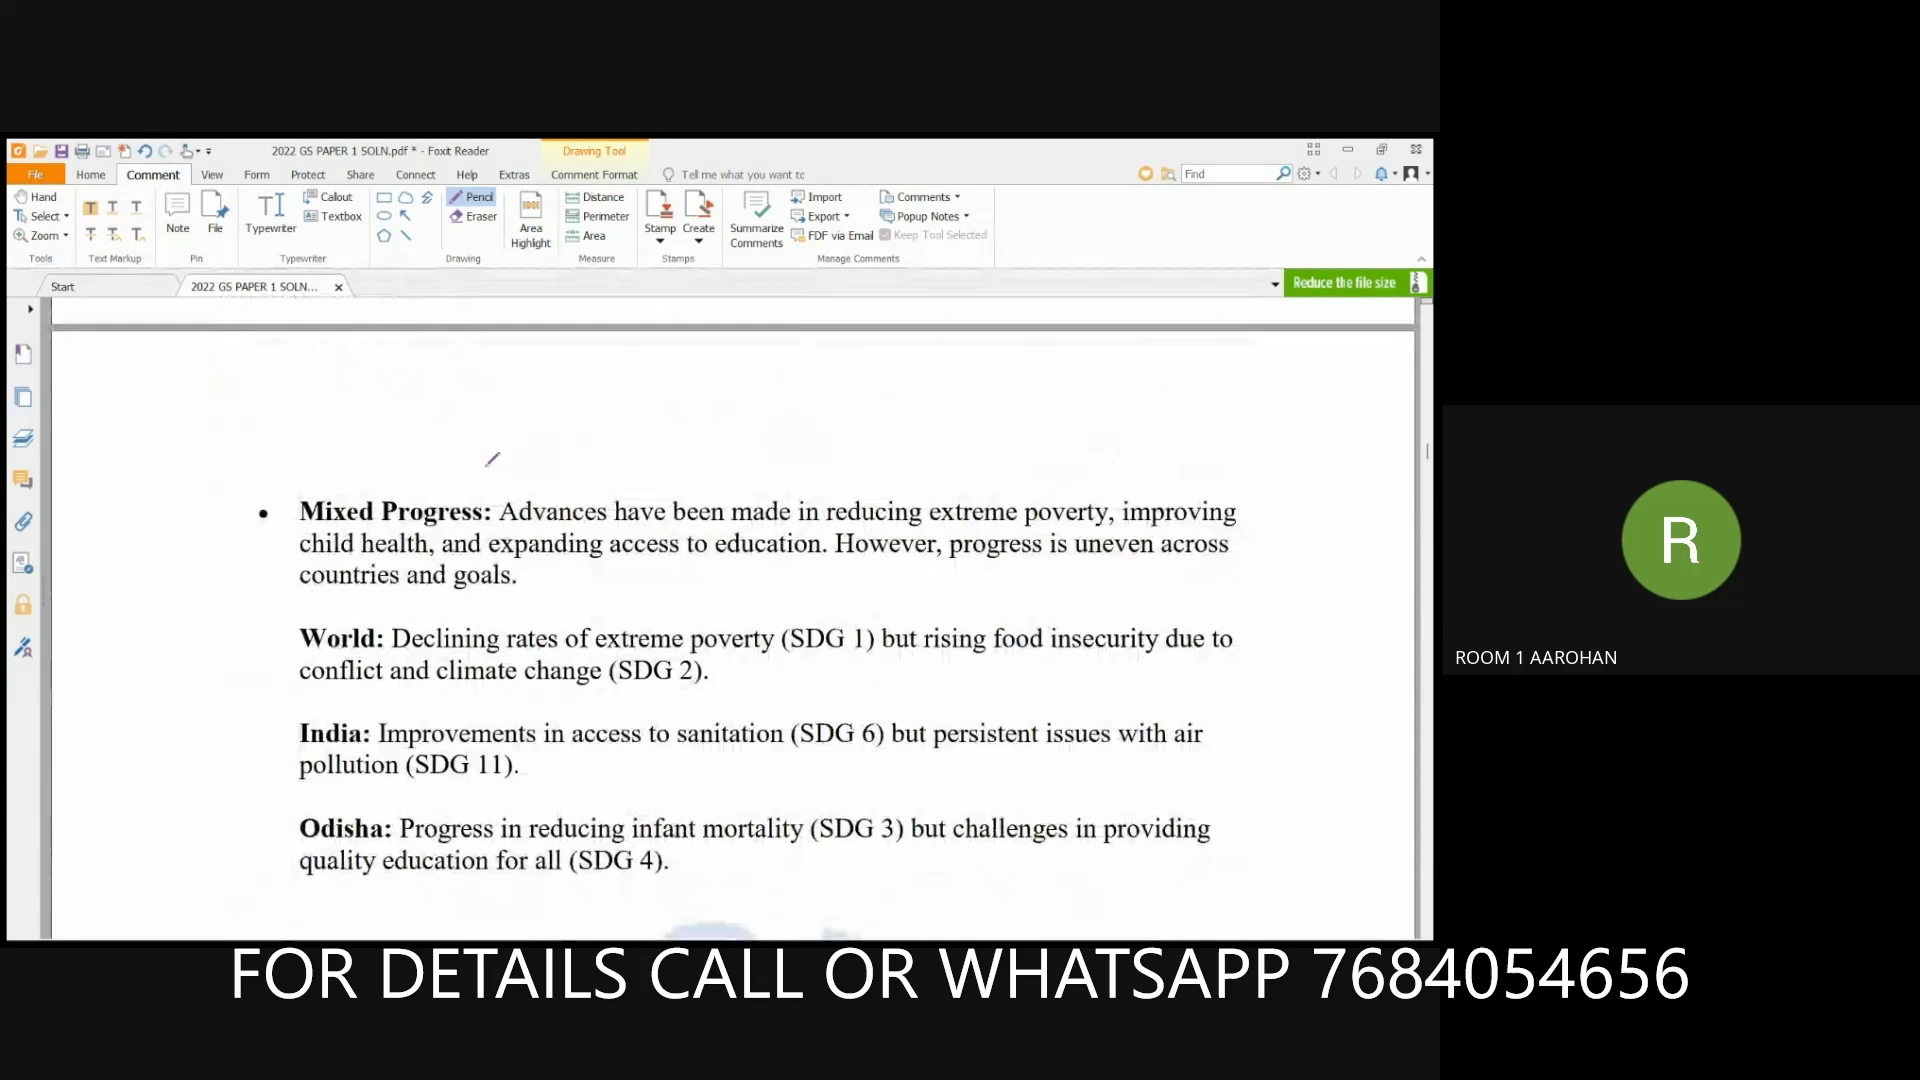 2022 GS PAPER 1 SOLN.pdf * - Foxit Reader
Drawing Tool
File Home Comment View Form Protect Share Connect Help Extras Comment Format Tell me what you want to Find
Hand
Select
Zoom
Tools
Text Markup
Note
File
Pin
Typewriter
Callout
Textbox
Typewriter
Pencil
Eraser
Drawing
Area
Highlight
Distance
Perimeter
Area
Measure
Stamp
Create
Stamps
Summarize
Comments
Import
Export
FDF via Email
Comments
Popup Notes
Keep Tool Selected
Manage Comments
Start
2022 GS PAPER 1 SOLN...
Reduce the file size
• Mixed Progress: Advances have been made in reducing extreme poverty, improving
child health, and expanding access to education. However, progress is uneven across
countries and goals.
World: Declining rates of extreme poverty (SDG 1) but rising food insecurity due to
conflict and climate change (SDG 2).
India: Improvements in access to sanitation (SDG 6) but persistent issues with air
pollution (SDG 11).
Odisha: Progress in reducing infant mortality (SDG 3) but challenges in providing
quality education for all (SDG 4).
R
ROOM 1 AAROHAN
FOR DETAILS CALL OR WHATSAPP 7684054656